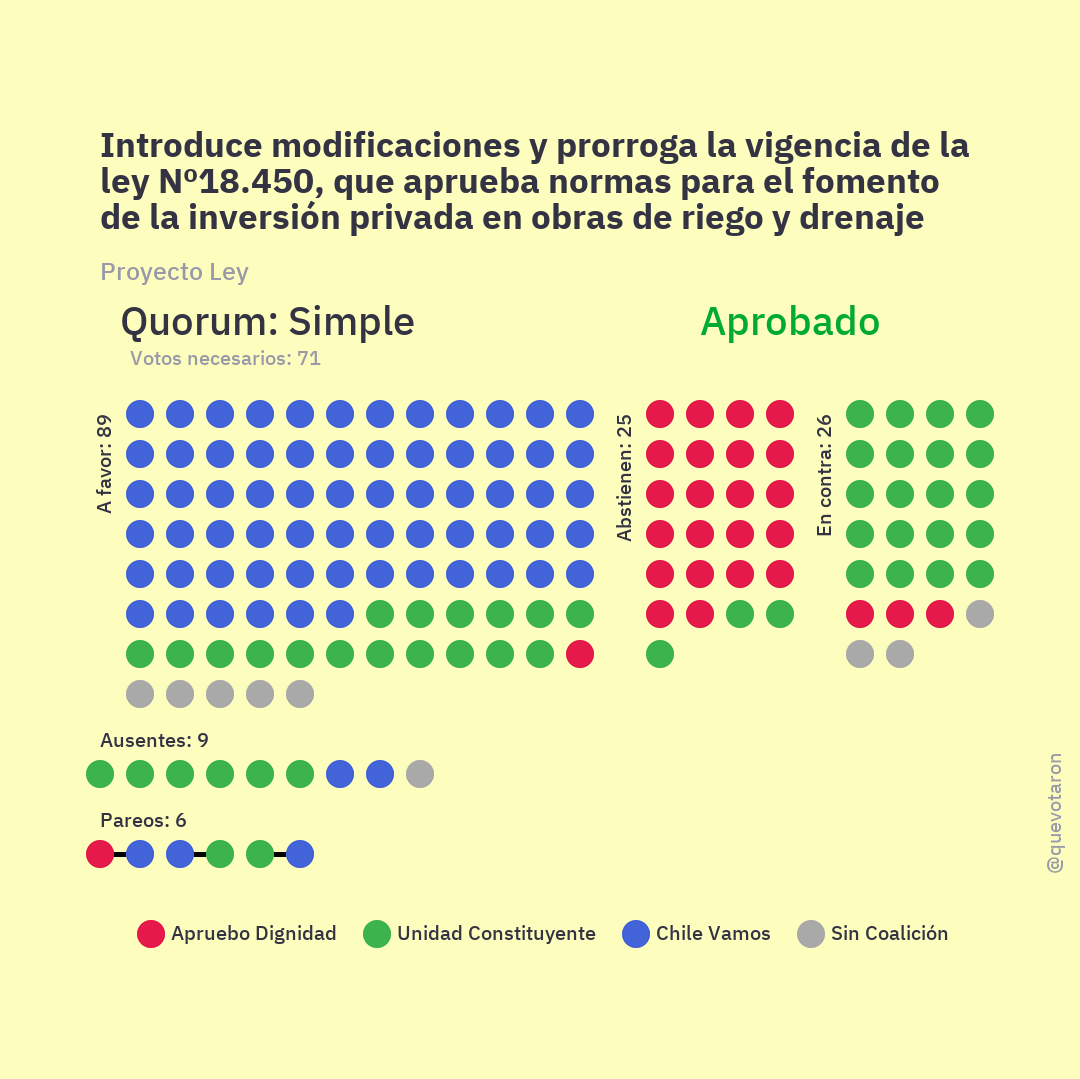 Introduce modificaciones y prorroga la vigencia de la
ley Nº18.450, que aprueba normas para el fomento
de la inversión privada en obras de riego y drenaje
Proyecto Ley
Quorum: Simple
Aprobado
Votos necesarios: 71
A favor: 89
Abstienen: 25
En contra: 26
Ausentes: 9
Pareos: 6
@quevotaron
Apruebo Dignidad
Unidad Constituyente
Chile Vamos
Sin Coalición